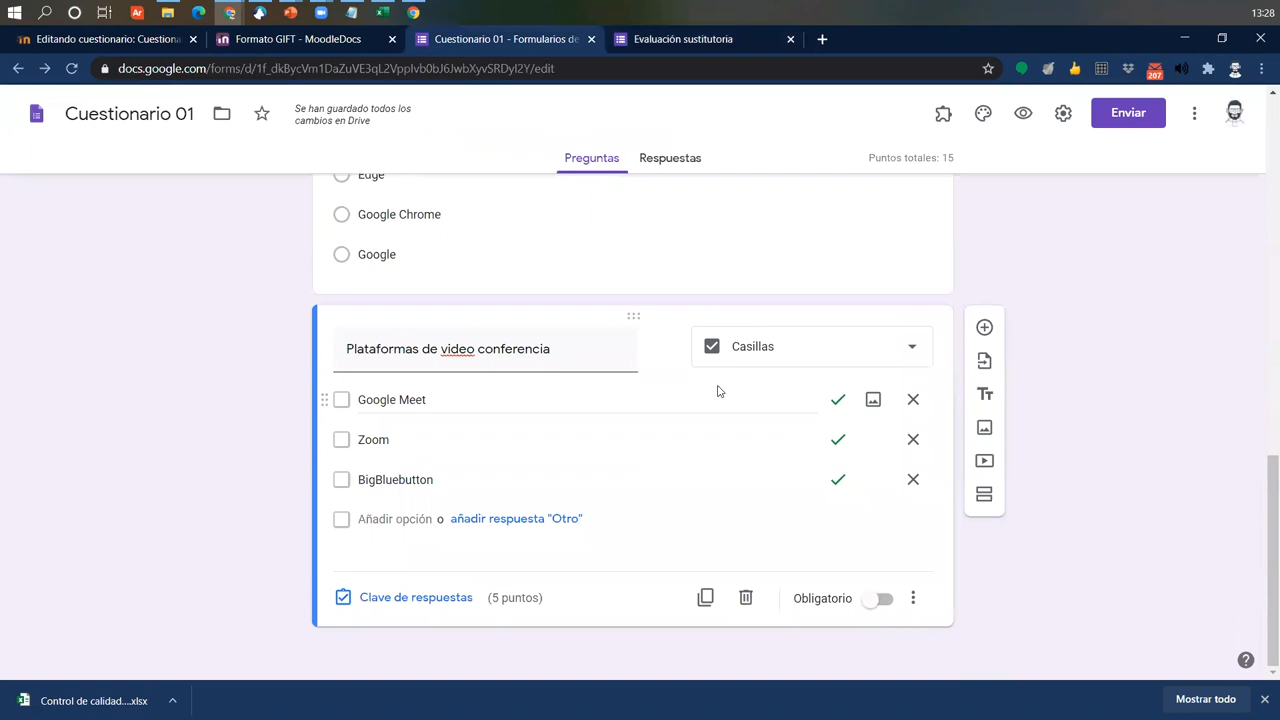 13:28
Editando cuestionario: Cuestiona
Formato GIFT - MoodleDocs
Cuestionario 01 - Formularios de
Evaluación sustitutoria
docs.google.com/forms/d/1f_dkBycVm1DaZuVE3qL2VppIvb0bJ6JwbXyvSRDyI2Y/edit
207
Cuestionario 01
Se han guardado todos los
cambios en Drive
Enviar
Preguntas
Respuestas
Puntos totales: 15
Edge
Google Chrome
Google
Plataformas de video conferencia
Casillas
Google Meet
Zoom
BigBluebutton
Añadir opción o añadir respuesta "Otro"
Clave de respuestas (5 puntos)
Obligatorio
Control de calidad....xlsx
Mostrar todo